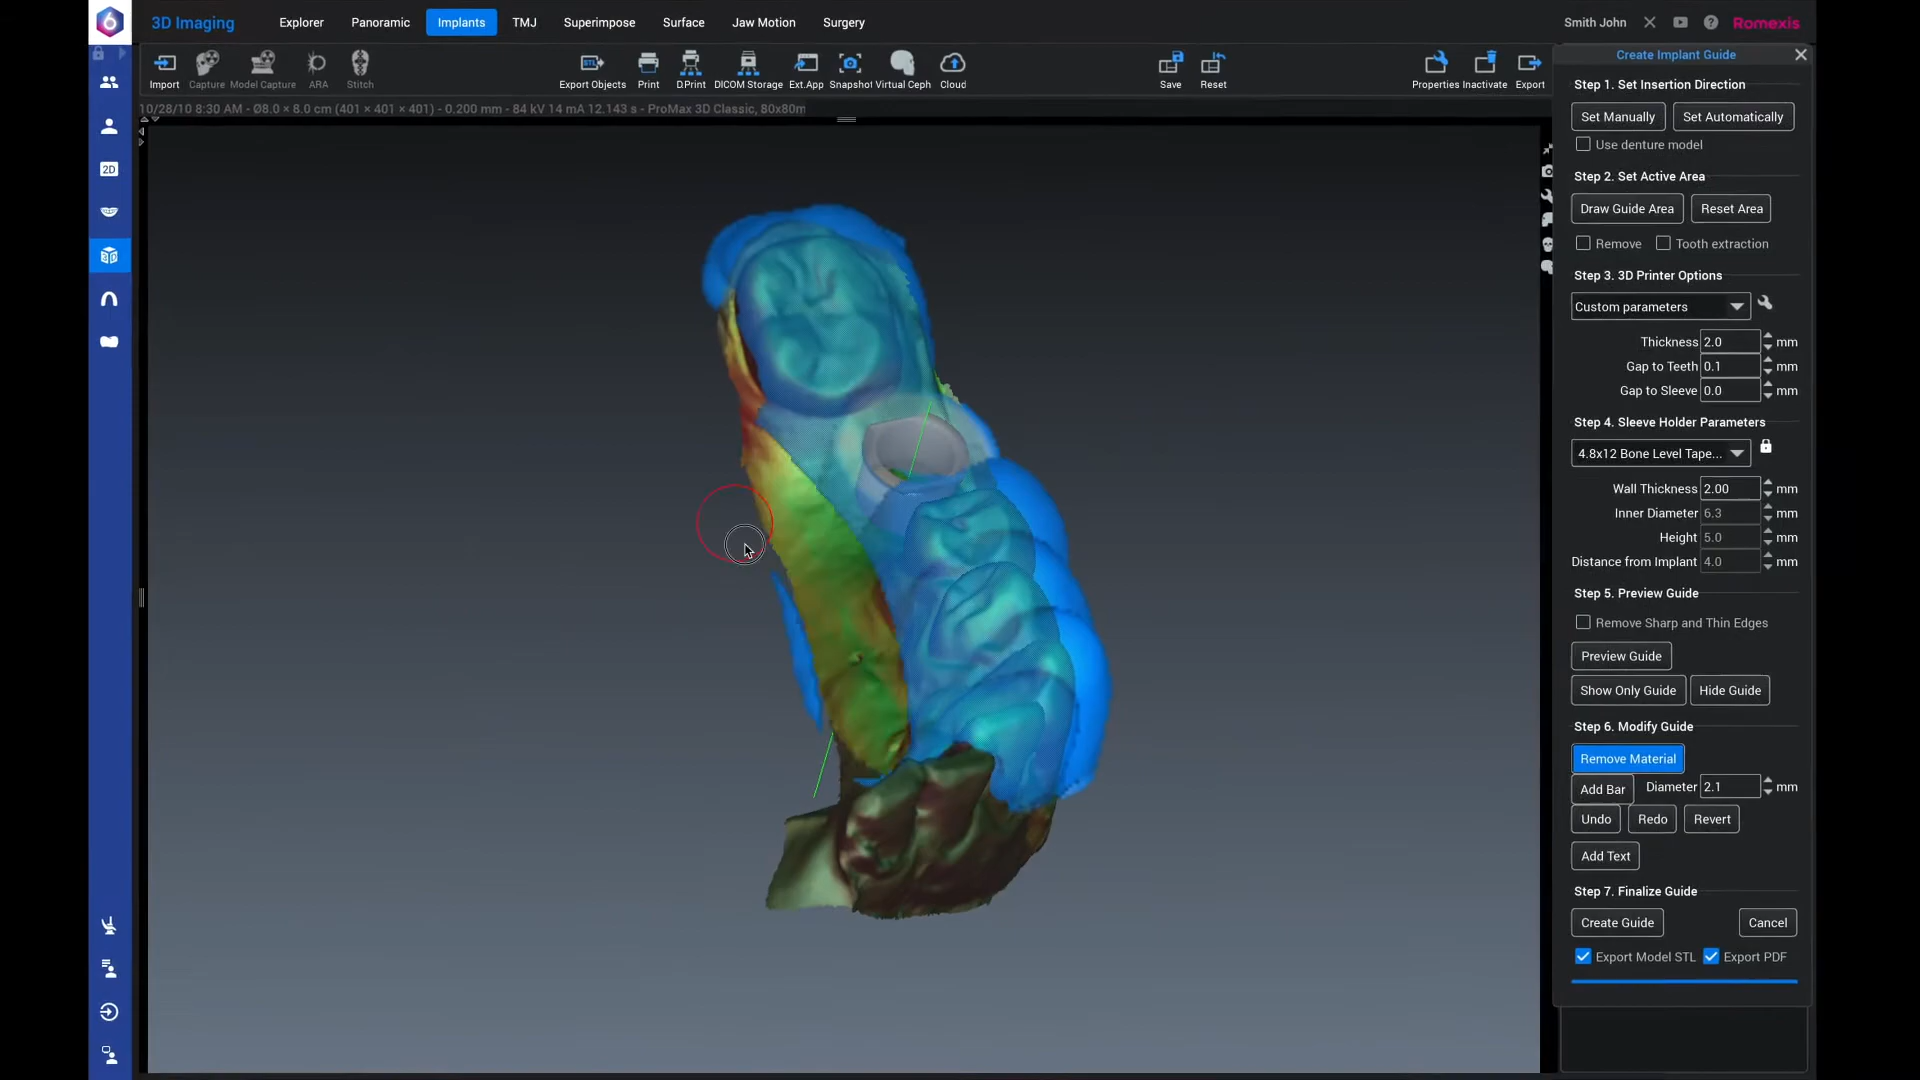 6
3D Imaging
Explorer
Panoramic
Implants
TMJ
Superimpose
Surface
Jaw Motion
Surgery
Smith John
Romexis
Import
Capture
Model Capture
ARA
Stitch
Export Objects
Print
D.Print
DICOM Storage
Ext.App
Snapshot
Virtual Ceph
Cloud
Save
Reset
Properties
Inactivate
Export
10/28/10 8:30 AM - Ø8.0 × 8.0 cm (401 × 401 × 401) - 0.200 mm - 84 kV 14 mA 12.143 s - ProMax 3D Classic, 80x80m
2D
Create Implant Guide
Step 1. Set Insertion Direction
Set Manually Set Automatically
Use denture model
Step 2. Set Active Area
Draw Guide Area Reset Area
Remove Tooth extraction
Step 3. 3D Printer Options
Custom parameters
Thickness 2.0 mm
Gap to Teeth 0.1 mm
Gap to Sleeve 0.0 mm
Step 4. Sleeve Holder Parameters
4.8x12 Bone Level Tape...
Wall Thickness 2.00 mm
Inner Diameter 6.3 mm
Height 5.0 mm
Distance from Implant 4.0 mm
Step 5. Preview Guide
Remove Sharp and Thin Edges
Preview Guide
Show Only Guide Hide Guide
Step 6. Modify Guide
Remove Material
Add Bar Diameter 2.1 mm
Undo Redo Revert
Add Text
Step 7. Finalize Guide
Create Guide Cancel
Export Model STL Export PDF